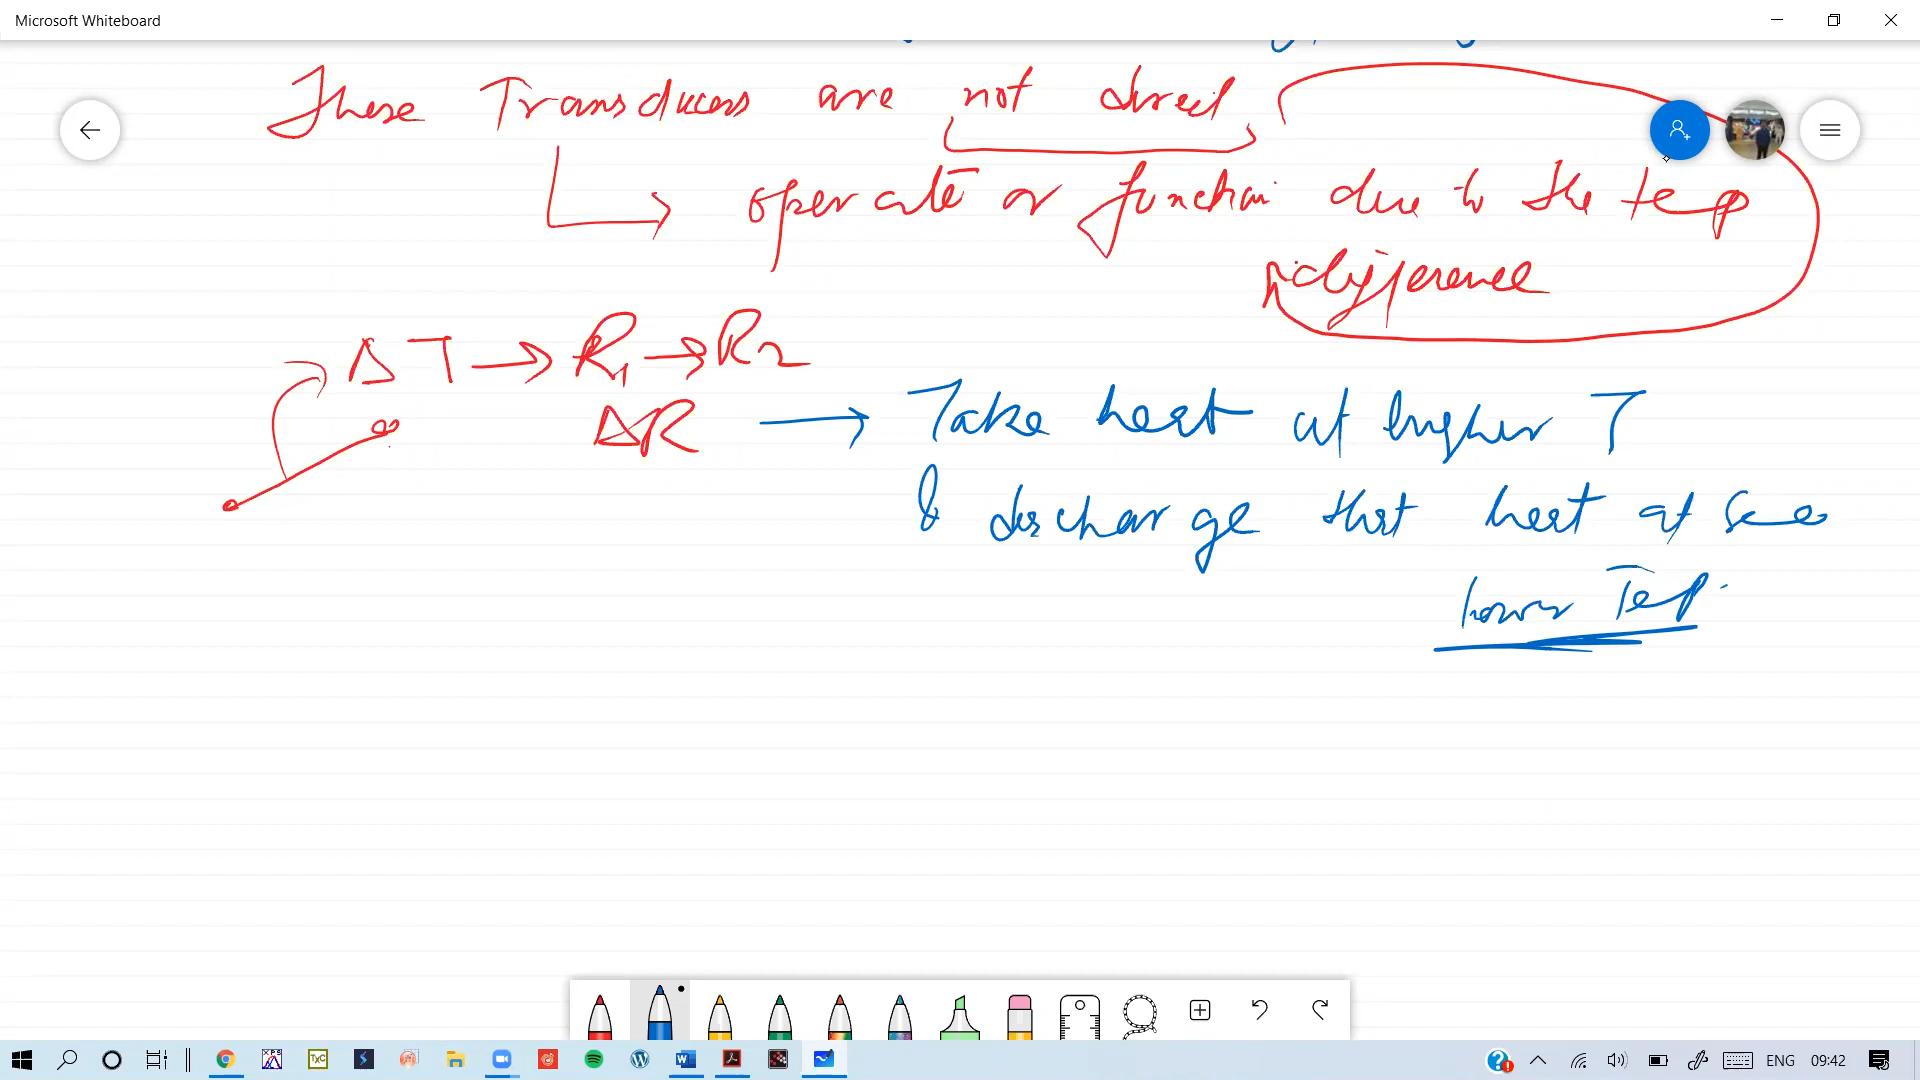 Microsoft Whiteboard
These Transducers are not direct
operate or function due to the temp
difference
ΔT → R1 → R2
ΔR → Take heat at higher T
& discharge that heat at
lower Temp.
ENG 09:42